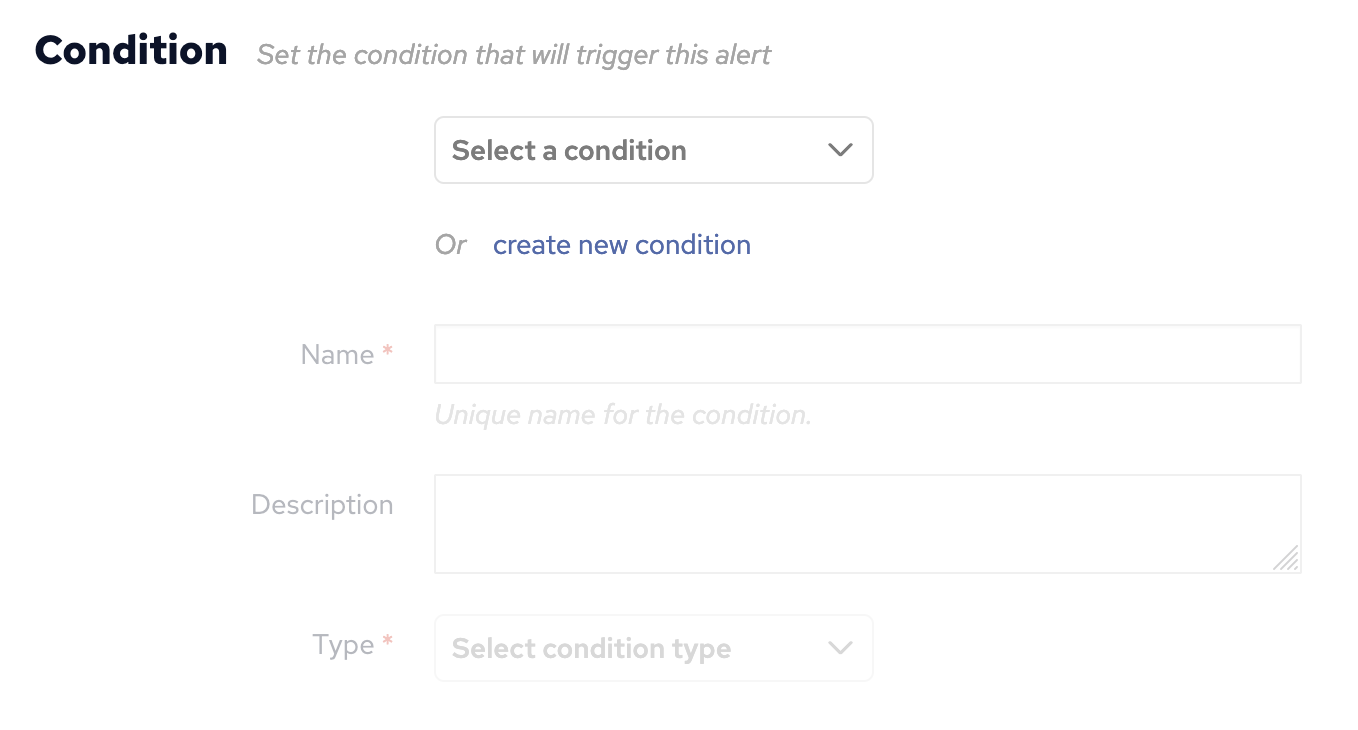 Condition Set the condition that will trigger this alert
Select a condition
Or create new condition
Name *
Unique name for the condition.
Description
Type * Select condition type